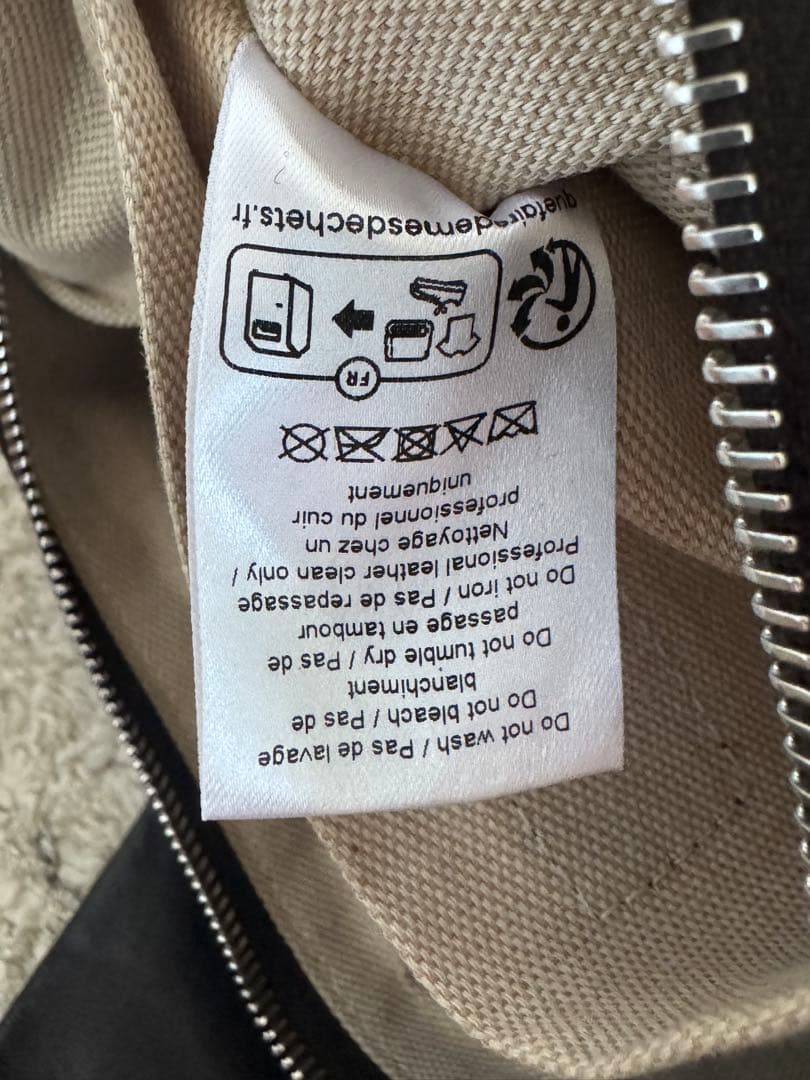 Do not wash / Pas de lavage
Do not bleach / Pas de
blanchiment
Do not tumble dry / Pas de
passage en tambour
Do not iron / Pas de repassage
Professional leather clean only /
Nettoyage chez un
professionnel du cuir
uniquement
FR
quefairedemesdechets.fr